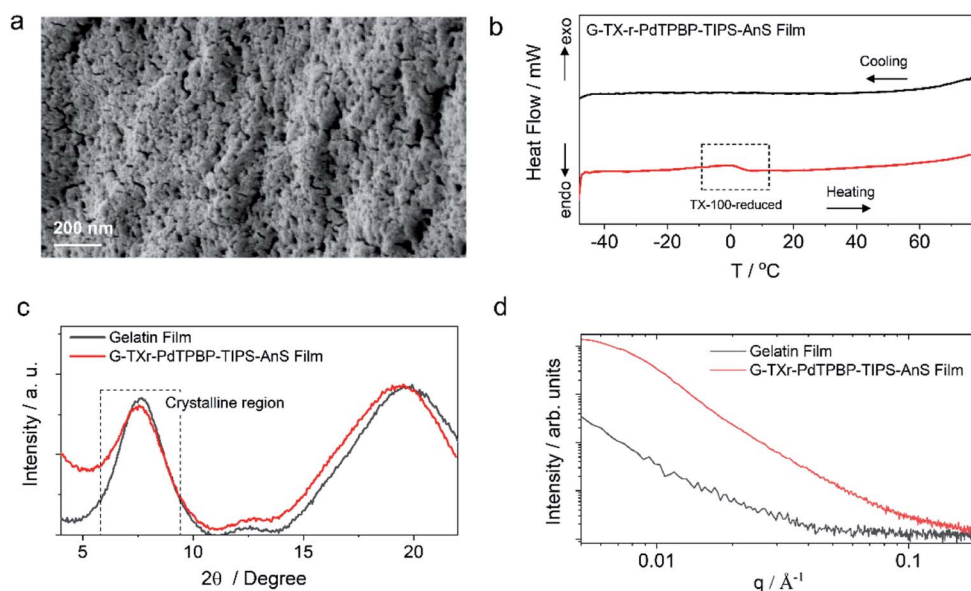 a
200 nm
b
G-TX-r-PdTPBP-TIPS-AnS Film
Heat Flow / mW
exo
endo
Cooling
Heating
TX-100-reduced
-40 -20 0 20 40 60
T / °C
c
Gelatin Film
G-TXr-PdTPBP-TIPS-AnS Film
Crystalline region
Intensity / a. u.
5 10 15 20
2θ / Degree
d
Gelatin Film
G-TXr-PdTPBP-TIPS-AnS Film
Intensity / arb. units
0.01 0.1
q / Å⁻¹